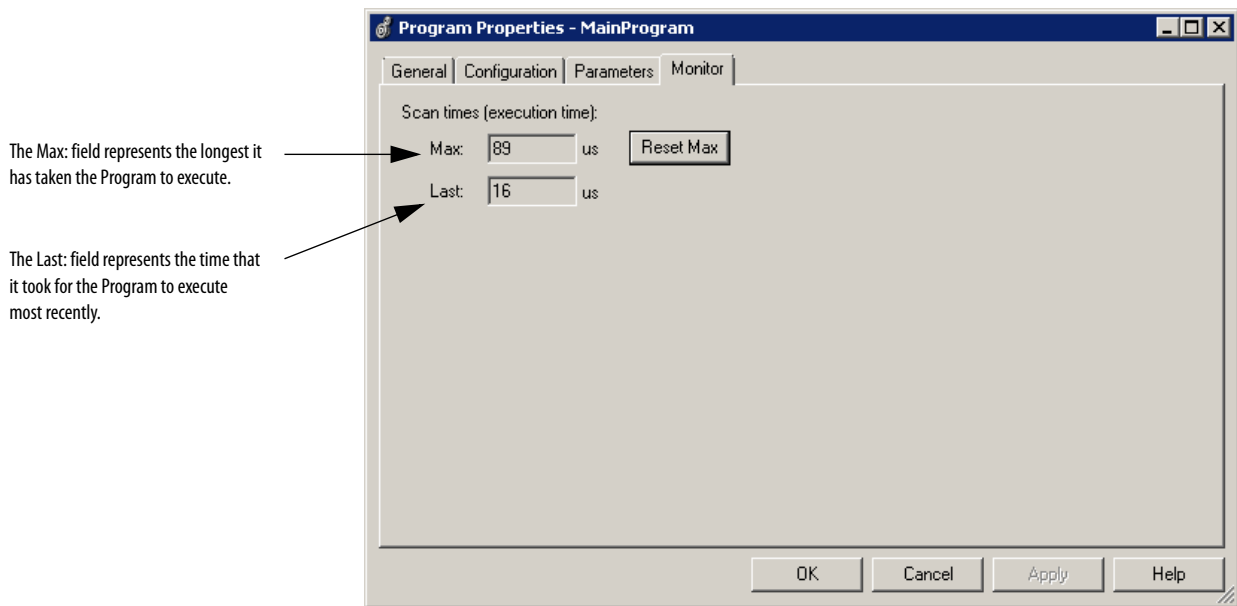 Program Properties - MainProgram
General Configuration Parameters Monitor
Scan times (execution time):
The Max: field represents the longest it
has taken the Program to execute.
Max: 89 us Reset Max
Last: 16 us
The Last: field represents the time that
it took for the Program to execute
most recently.
OK Cancel Apply Help